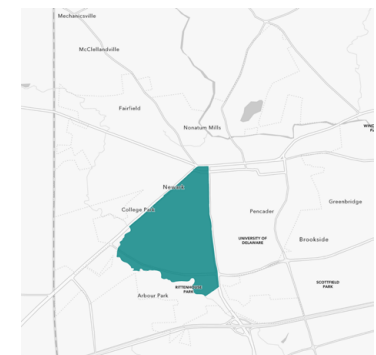 Mechanicsville
McClellandville
Fairfield
Nonatum Mills
Newark
College Park
Pencader
Greenbridge
UNIVERSITY OF
DELAWARE
Brookside
SCOTTFIELD
PARK
RITTENHOUSE
PARK
Arbour Park